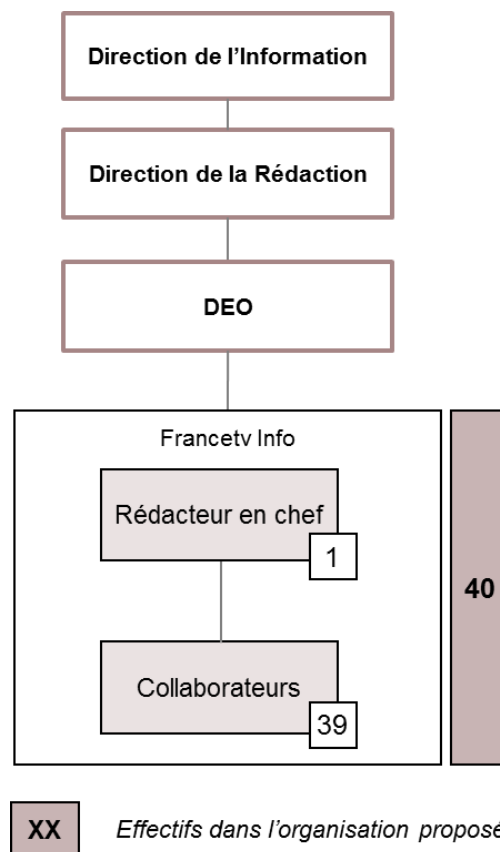 Direction de l'Information
Direction de la Rédaction
DEO
Francetv Info
Rédacteur en chef
1
40
Collaborateurs
39
XX
Effectifs dans l'organisation proposé